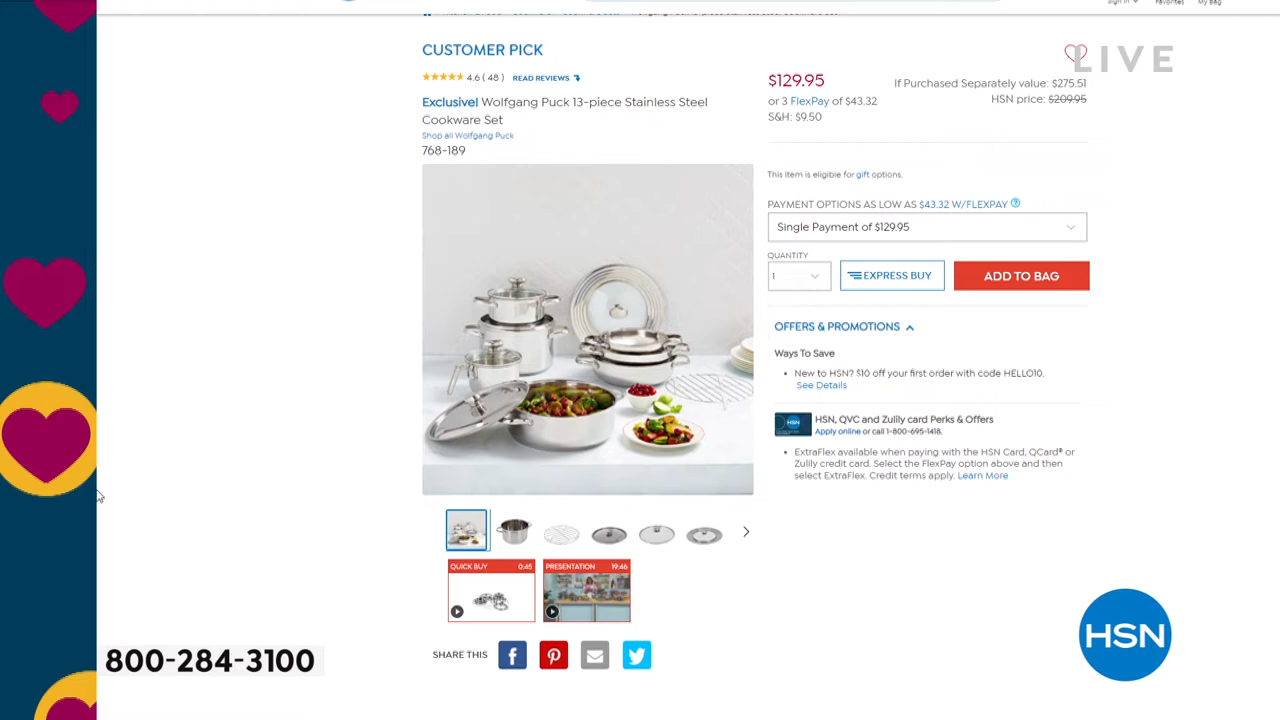 Sign In
Favorites
My Bag
CUSTOMER PICK
LIVE
4.6 ( 48 ) READ REVIEWS
Exclusive! Wolfgang Puck 13-piece Stainless Steel
Cookware Set
Shop all Wolfgang Puck
768-189
$129.95
or 3 FlexPay of $43.32
S&H: $9.50
If Purchased Separately value: $275.51
HSN price: $209.95
This item is eligible for gift options.
PAYMENT OPTIONS AS LOW AS $43.32 W/FLEXPAY ?
Single Payment of $129.95
QUANTITY
1
EXPRESS BUY
ADD TO BAG
OFFERS & PROMOTIONS
Ways To Save
• New to HSN? $10 off your first order with code HELLO10.
See Details
HSN
HSN, QVC and Zulily card Perks & Offers
Apply online or call 1-800-695-1418.
• ExtraFlex available when paying with the HSN Card, QCard® or
Zulily credit card. Select the FlexPay option above and then
select ExtraFlex. Credit terms apply. Learn More
QUICK BUY 0:45
PRESENTATION 19:46
SHARE THIS
800-284-3100
HSN